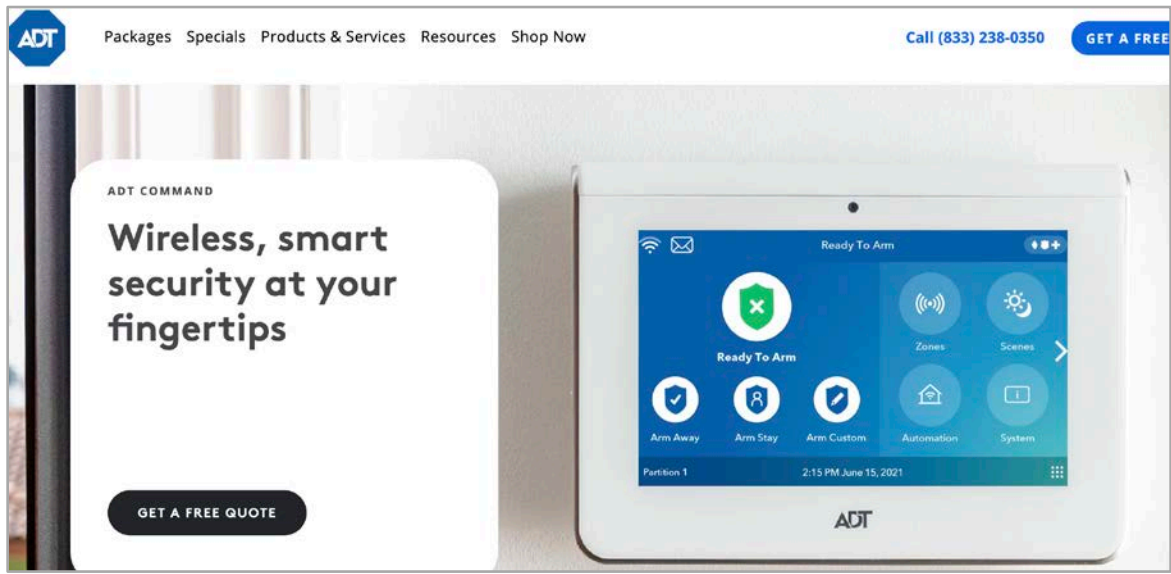 ADT
Packages Specials Products & Services Resources Shop Now
Call (833) 238-0350
GET A FREE
ADT COMMAND
Wireless, smart
security at your
fingertips
GET A FREE QUOTE
Ready To Arm
Ready To Arm
Zones
Scenes
Arm Away
Arm Stay
Arm Custom
Automation
System
Partition 1
2:15 PM June 15, 2021
ADT